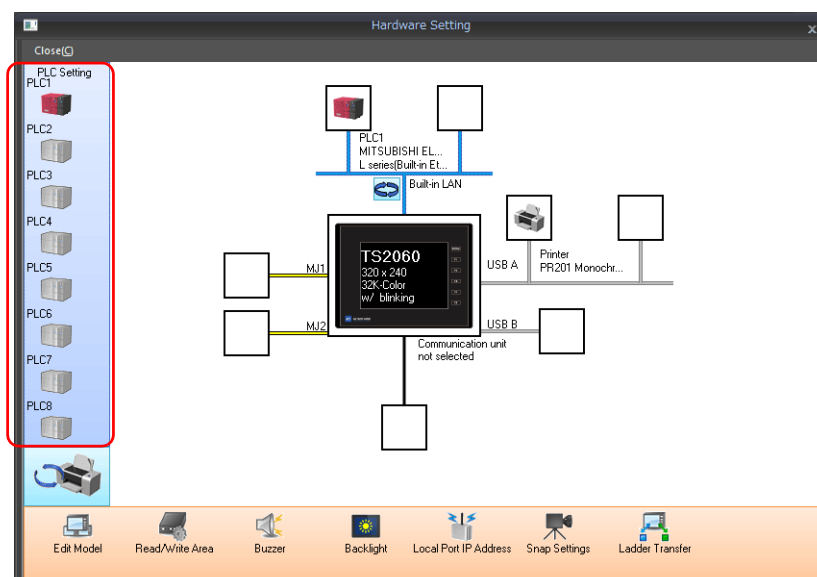 Hardware Setting
x
Close(C)
PLC Setting
PLC1
PLC2
PLC3
PLC4
PLC5
PLC6
PLC7
PLC8
PLC1
MITSUBISHI EL...
L series(Built-in Et...
Built-in LAN
MJ1
MJ2
TS2060
320 x 240
32K-Color
w/ blinking
USB A
Printer
PR201 Monochr...
USB B
Communication unit
not selected
Edit Model
Read/Write Area
Buzzer
Backlight
Local Port IP Address
Snap Settings
Ladder Transfer